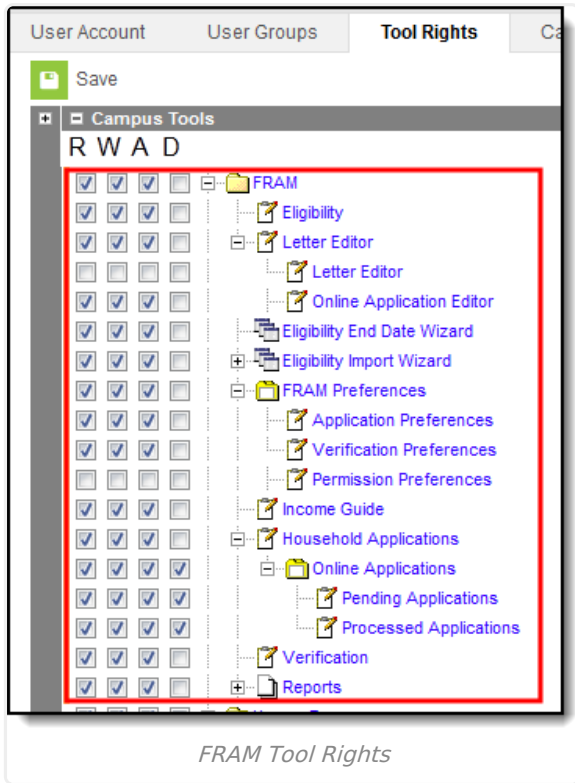 User Account User Groups Tool Rights Ca
Save
Campus Tools
R W A D
FRAM
Eligibility
Letter Editor
Letter Editor
Online Application Editor
Eligibility End Date Wizard
Eligibility Import Wizard
FRAM Preferences
Application Preferences
Verification Preferences
Permission Preferences
Income Guide
Household Applications
Online Applications
Pending Applications
Processed Applications
Verification
Reports
FRAM Tool Rights